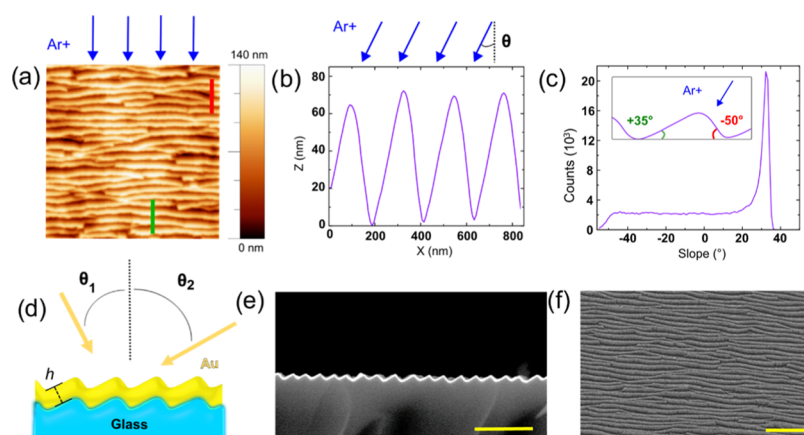 Ar+
(a)
140 nm
0 nm
Ar+
θ
(b)
80
60
40
20
0
Z (nm)
0 200 400 600 800
X (nm)
(c)
Ar+
+35°
-50°
20
16
12
8
4
0
Counts (10³)
-40 -20 0 20 40
Slope (°)
(d)
θ1
θ2
Au
h
Glass
(e)
(f)